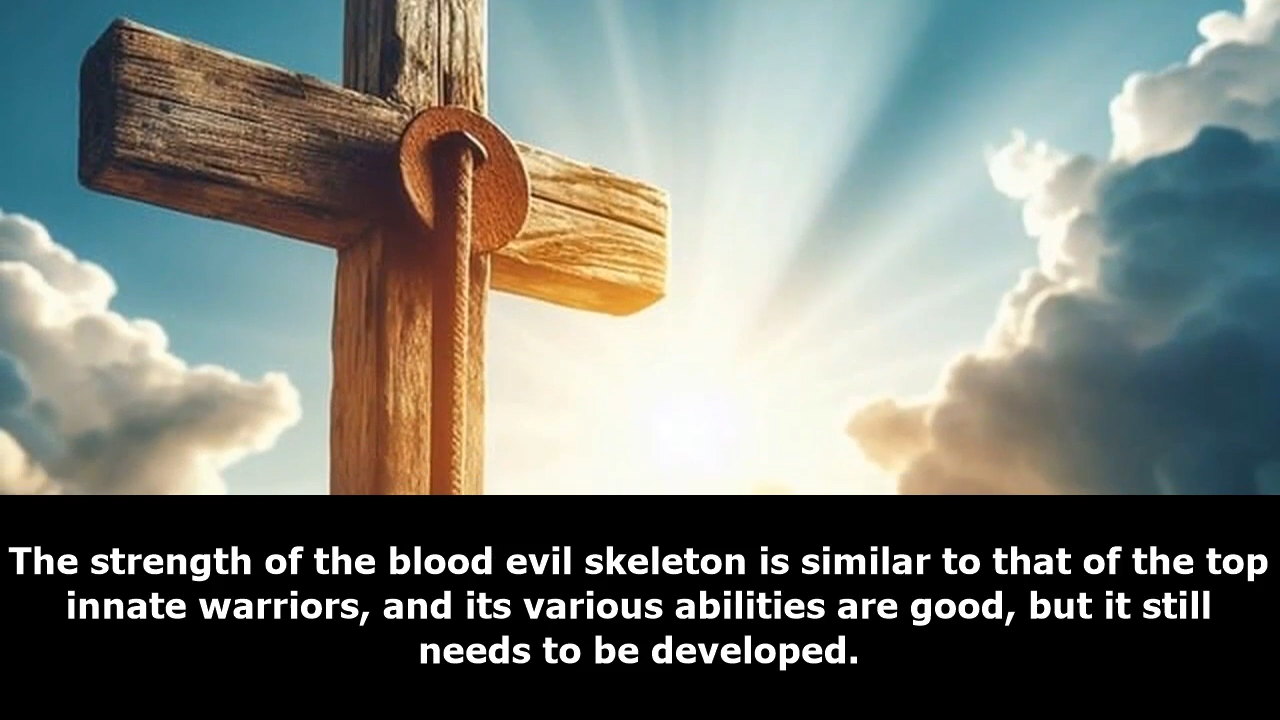 The strength of the blood evil skeleton is similar to that of the top
innate warriors, and its various abilities are good, but it still
needs to be developed.